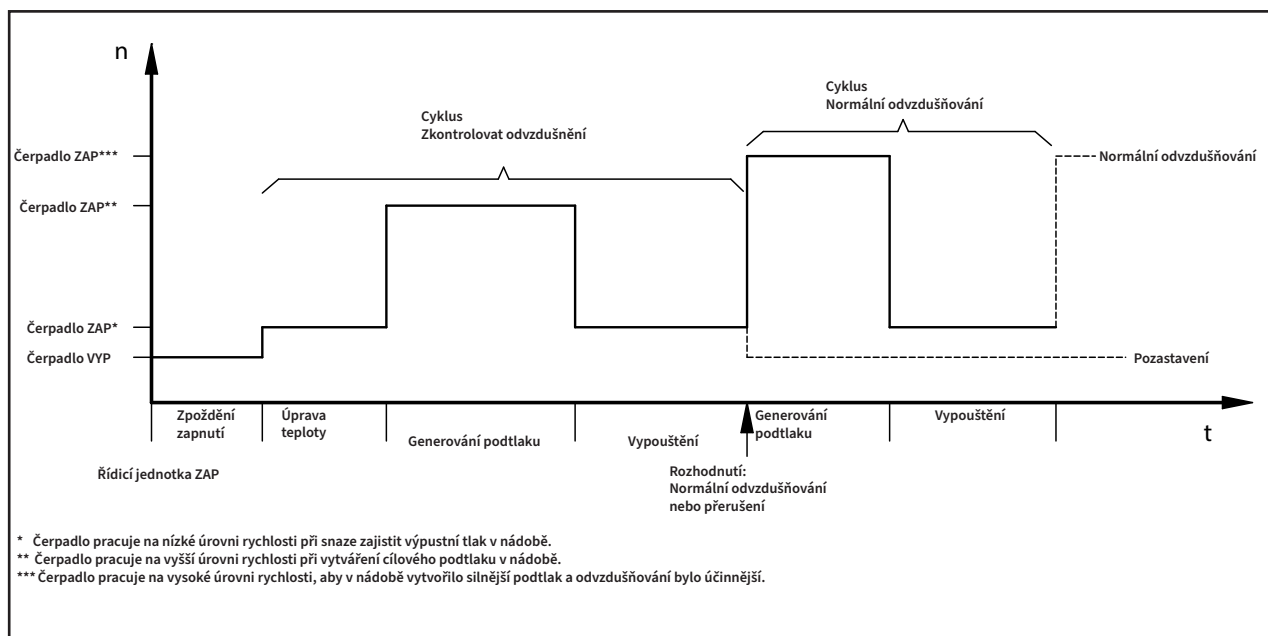 n
Cyklus
Zkontrolovat odvzdušnění
Cyklus
Normální odvzdušňování
Čerpadlo ZAP***
Normální odvzdušňování
Čerpadlo ZAP**
Čerpadlo ZAP*
Čerpadlo VYP
Pozastavení
Zpoždění
zapnutí
Úprava
teploty
Generování podtlaku
Vypouštění
Generování
podtlaku
Vypouštění
t
Řídicí jednotka ZAP
Rozhodnutí:
Normální odvzdušňování
nebo přerušení
* Čerpadlo pracuje na nízké úrovni rychlosti při snaze zajistit výpustní tlak v nádobě.
** Čerpadlo pracuje na vyšší úrovni rychlosti při vytváření cílového podtlaku v nádobě.
*** Čerpadlo pracuje na vysoké úrovni rychlosti, aby v nádobě vytvořilo silnější podtlak a odvzdušňování bylo účinnější.